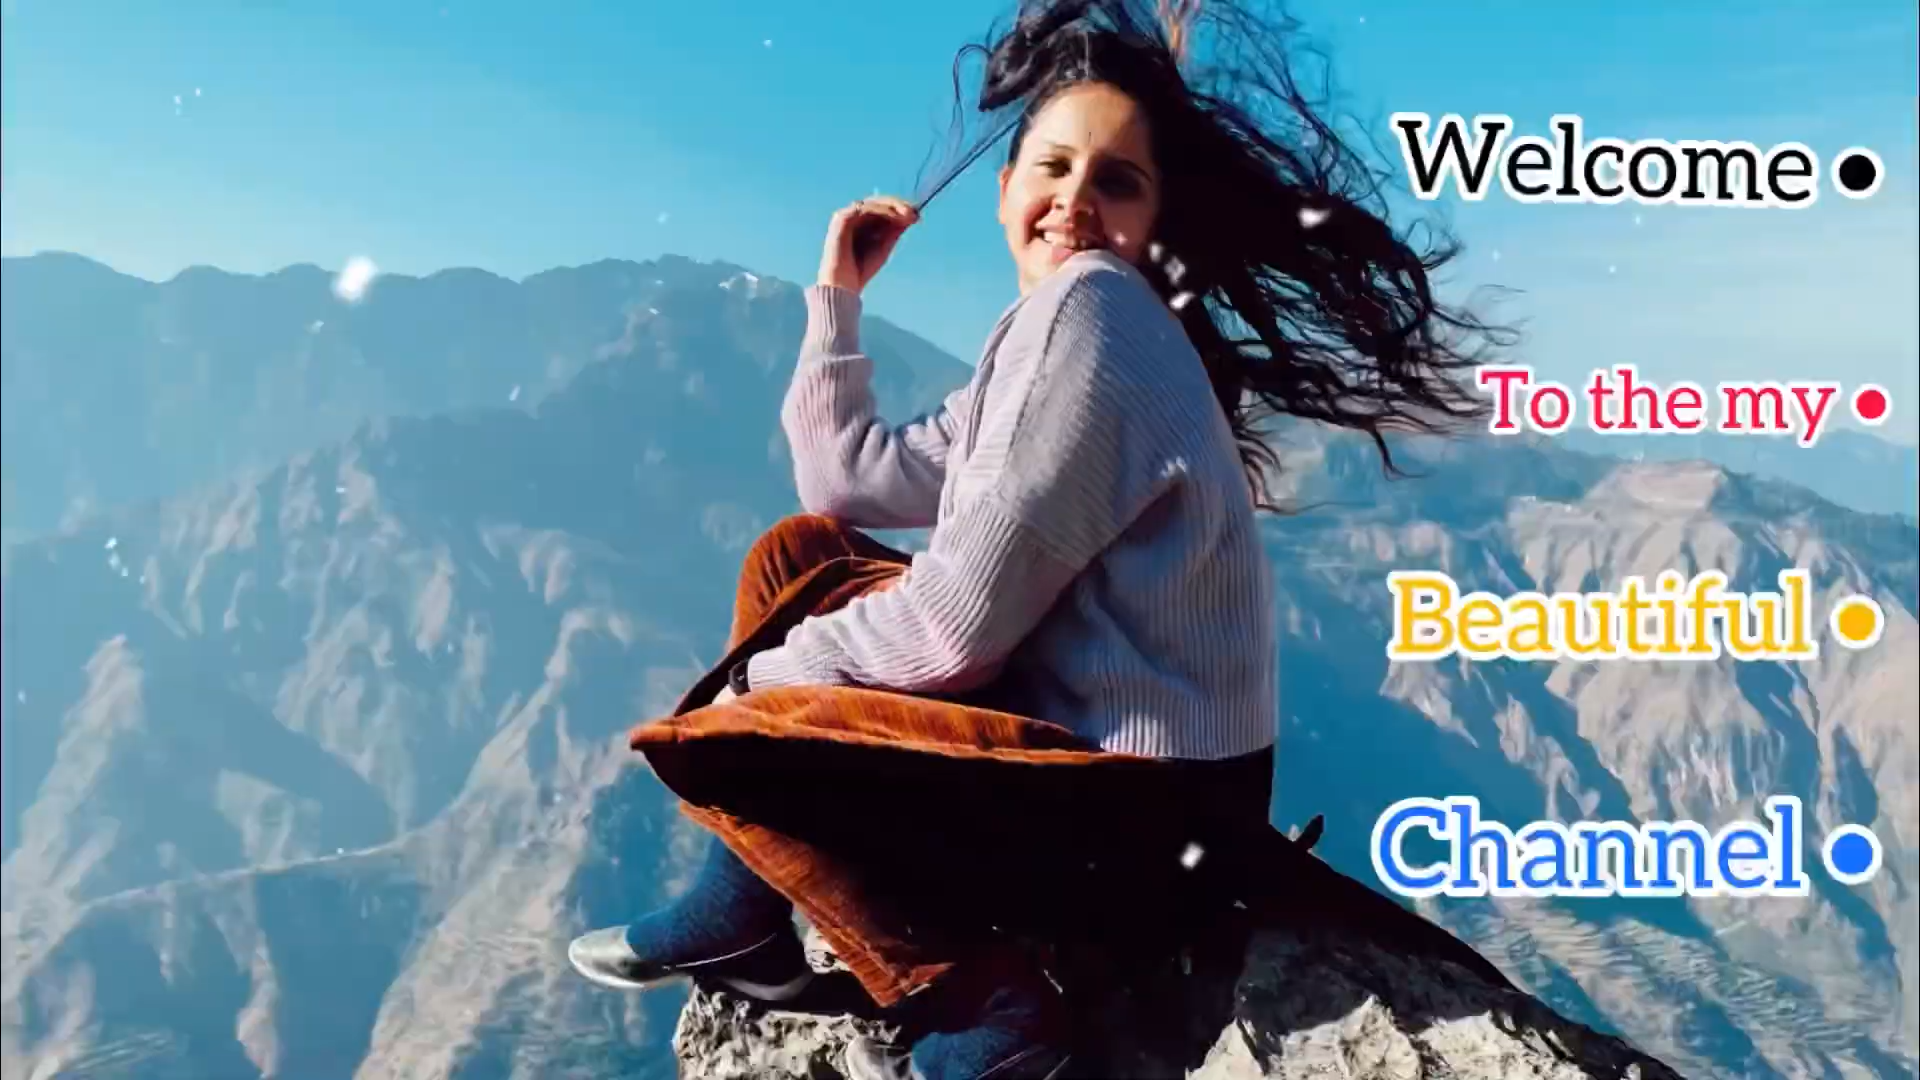 Welcome •
To the my •
Beautiful •
Channel •